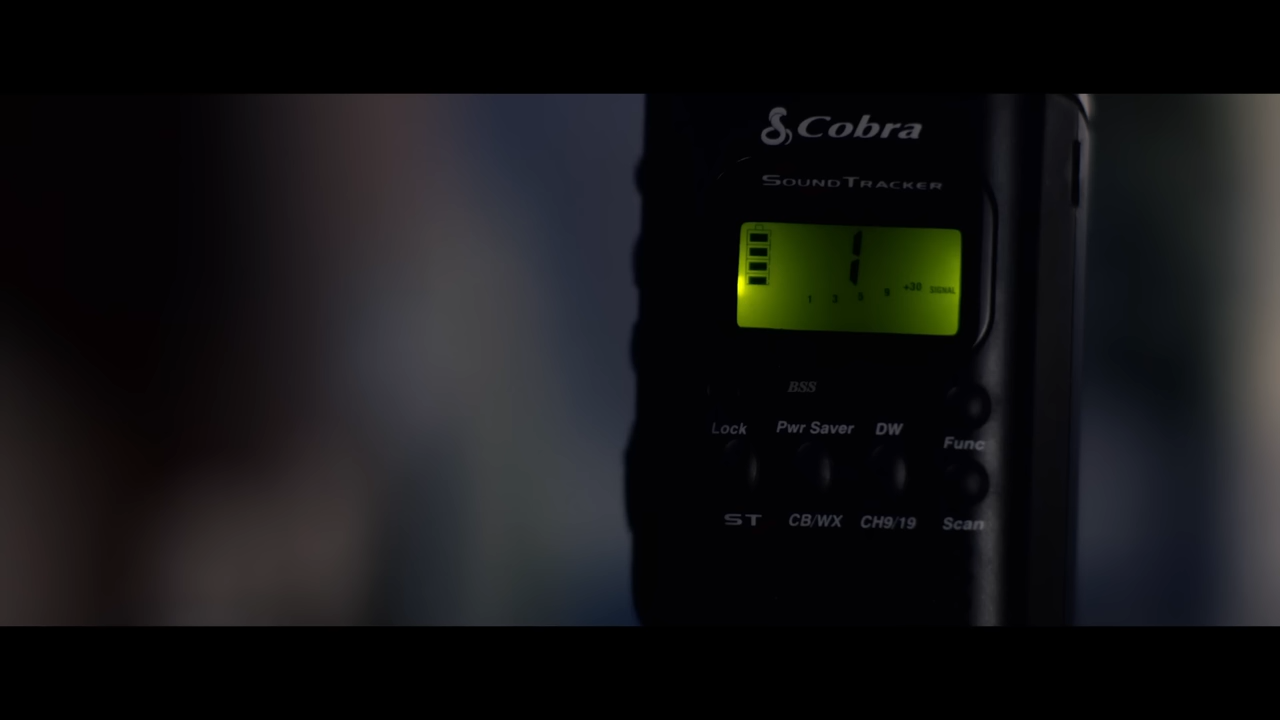 Cobra
SOUNDTRACKER
1
1 3 5 9 +30 SIGNAL
BSS
Lock Pwr Saver DW
Func
ST CB/WX CH9/19 Scan